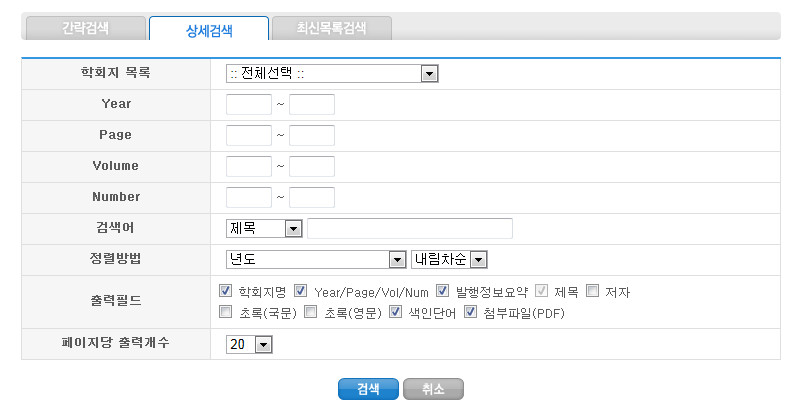 간략검색 상세검색 최신목록검색
학회지 목록 :: 전체선택 ::
Year ~
Page ~
Volume ~
Number ~
검색어 제목
정렬방법 년도 내림차순
출력필드 학회지명 Year/Page/Vol/Num 발행정보요약 제목 저자
초록(국문) 초록(영문) 색인단어 첨부파일(PDF)
페이지당 출력개수 20
검색 취소